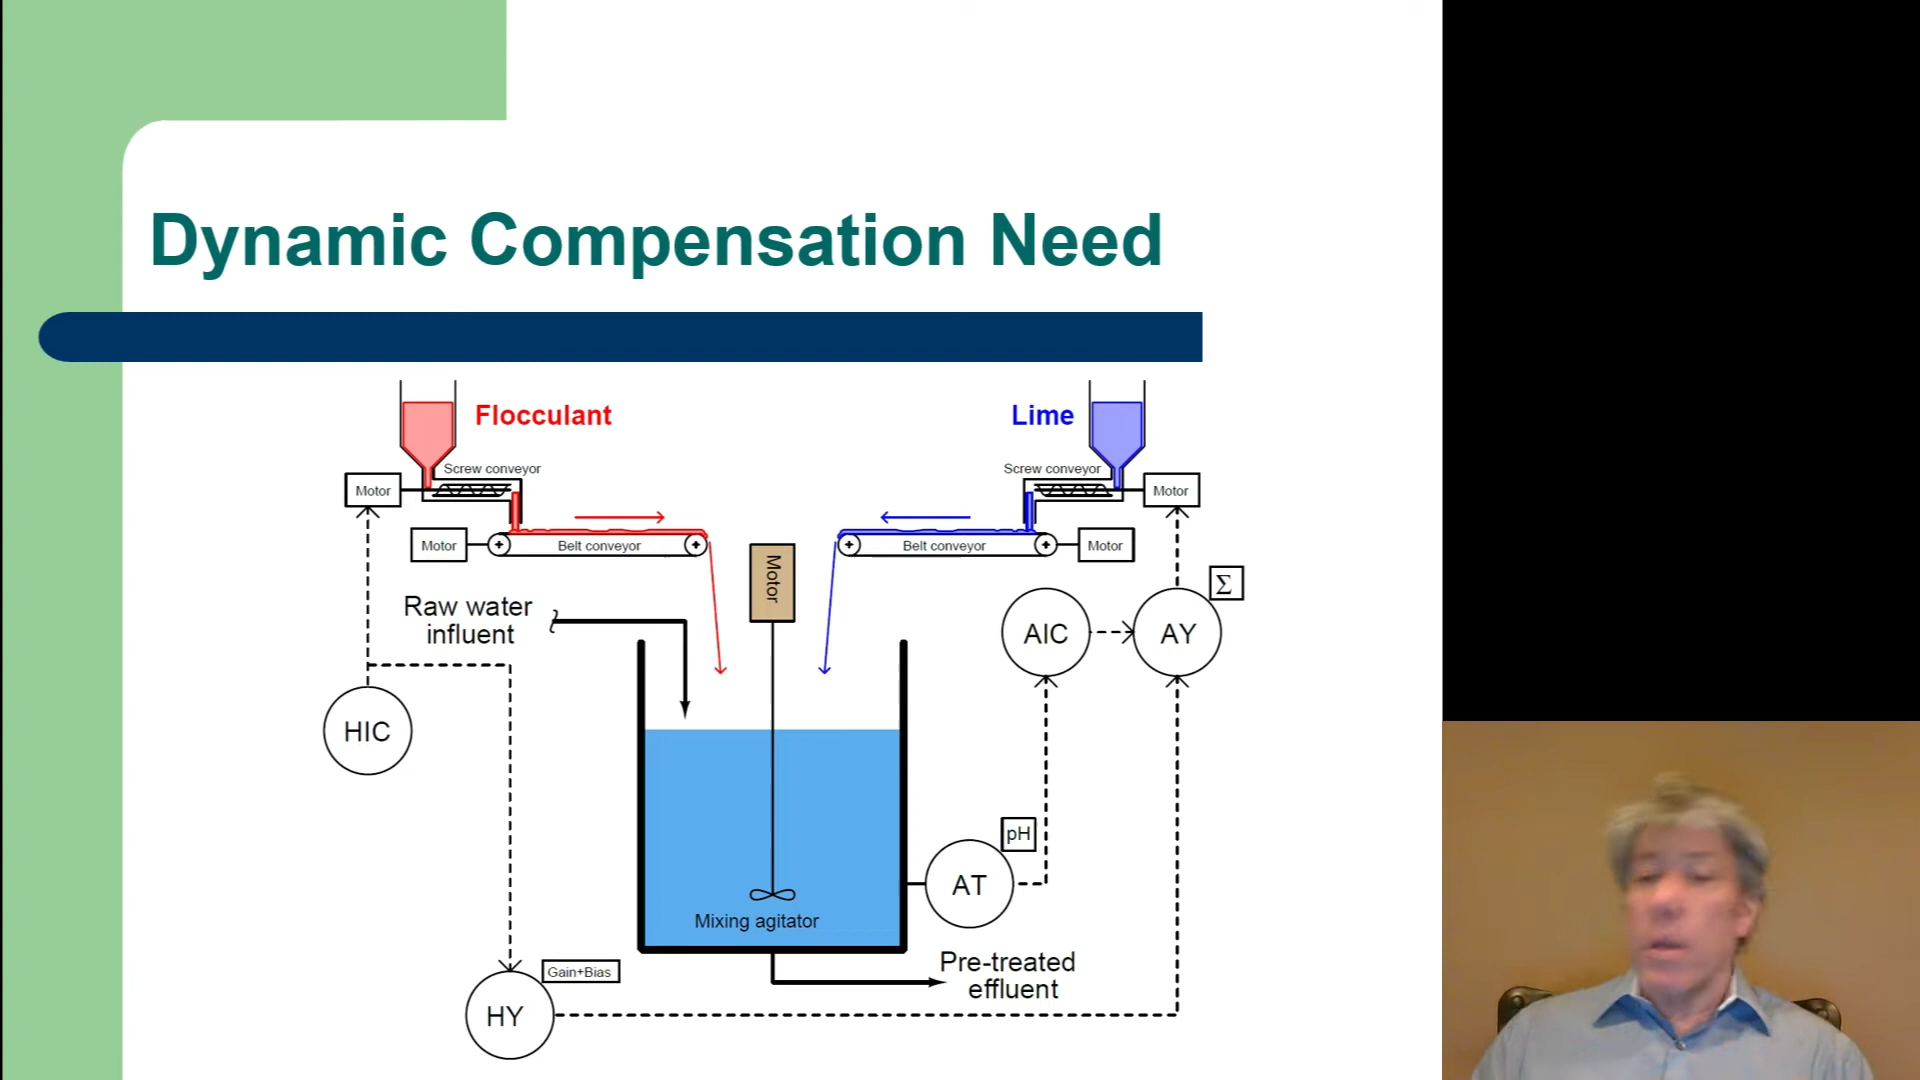 Dynamic Compensation Need
Flocculant
Lime
Screw conveyor
Screw conveyor
Motor
Motor
Motor
Belt conveyor
Belt conveyor
Motor
Motor
Σ
Raw water
influent
AIC
AY
HIC
pH
AT
Mixing agitator
Pre-treated
effluent
Gain+Bias
HY